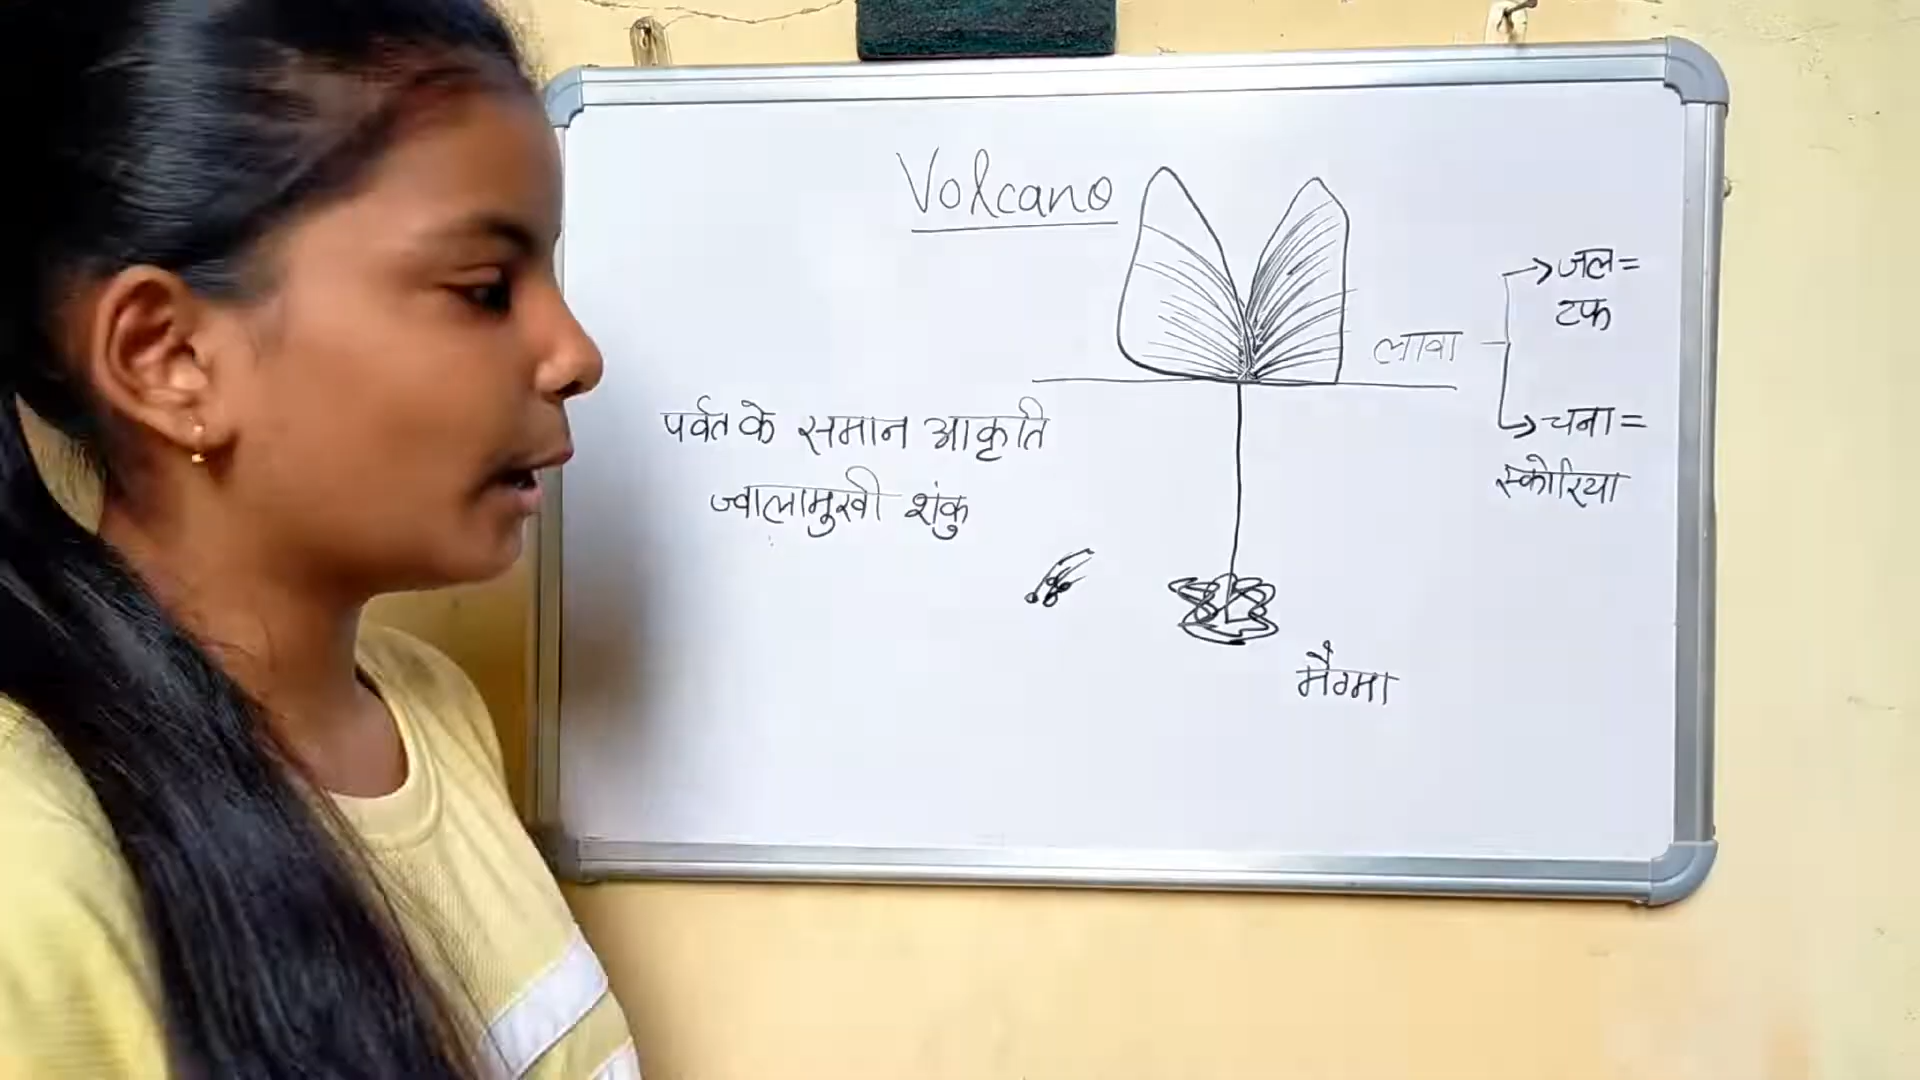 Volcano
जल=
टफ
लावा
चना=
स्कोरिया
पर्वत के समान आकृति
ज्वालामुखी शंकु
मैग्मा